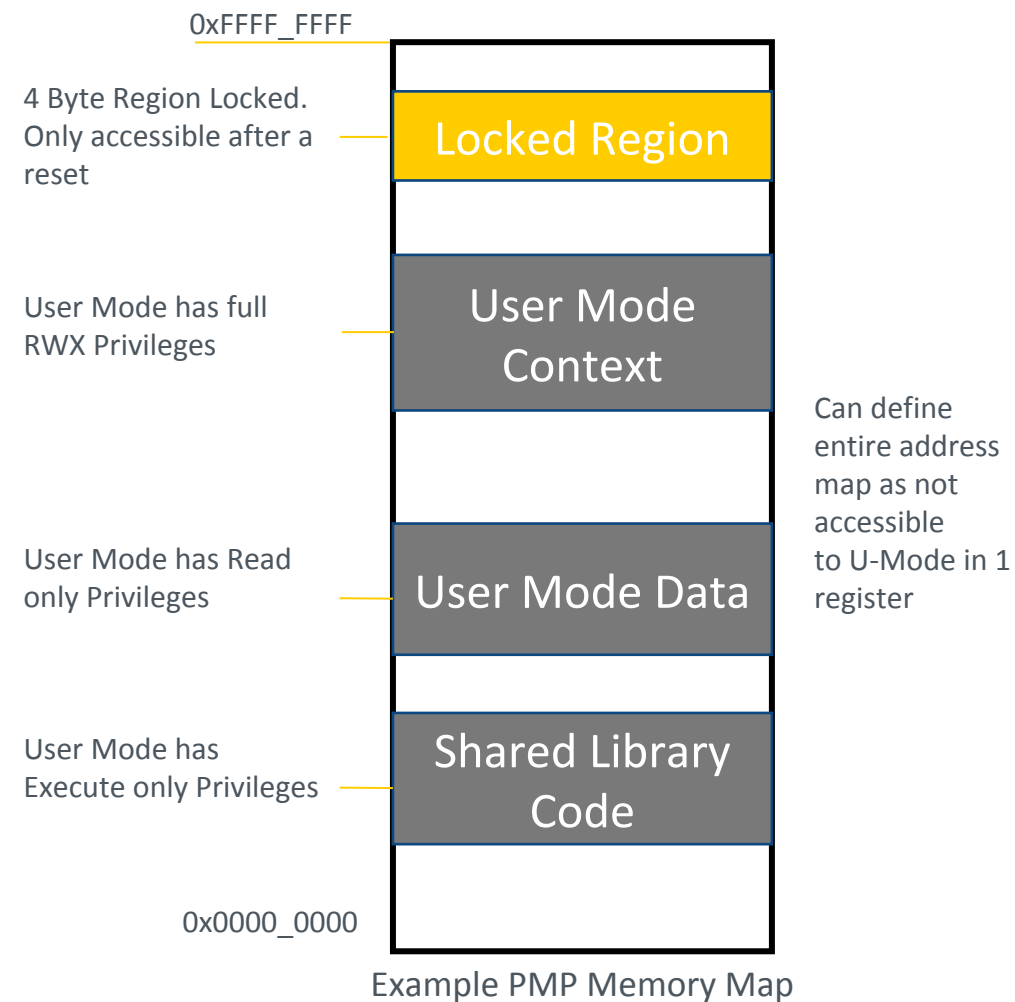 0xFFFF_FFFF
4 Byte Region Locked.
Only accessible after a
reset
Locked Region
User Mode has full
RWX Privileges
User Mode
Context
Can define
entire address
map as not
accessible
to U-Mode in 1
register
User Mode has Read
only Privileges
User Mode Data
User Mode has
Execute only Privileges
Shared Library
Code
0x0000_0000
Example PMP Memory Map